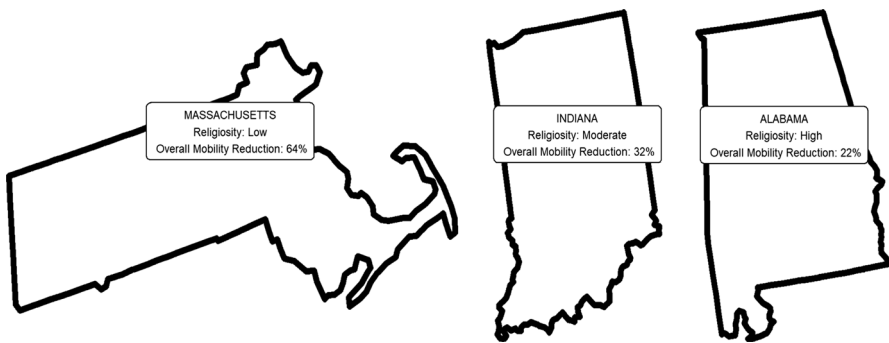 MASSACHUSETTS
Religiosity: Low
Overall Mobility Reduction: 64%
INDIANA
Religiosity: Moderate
Overall Mobility Reduction: 32%
ALABAMA
Religiosity: High
Overall Mobility Reduction: 22%